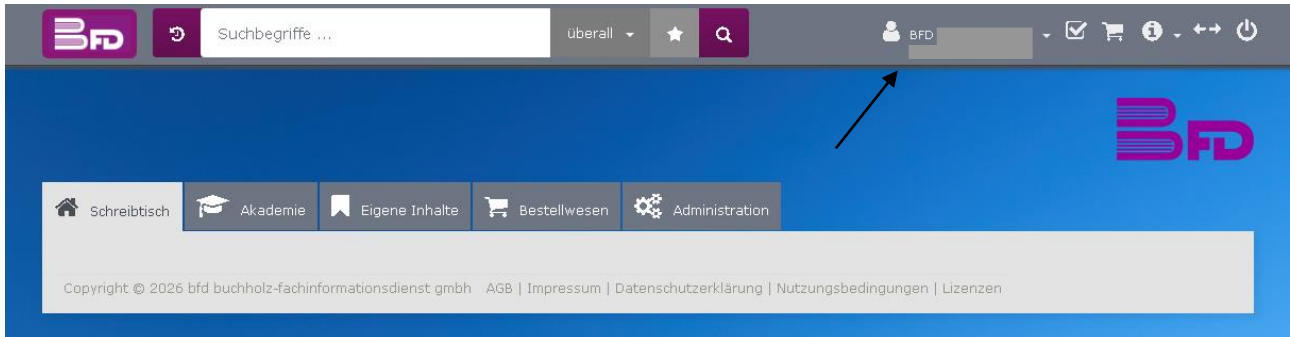 BFD Suchbegriffe ... überall BFD
BFD
Schreibtisch Akademie Eigene Inhalte Bestellwesen Administration
Copyright © 2026 bfd buchholz-fachinformationsdienst gmbh AGB | Impressum | Datenschutzerklärung | Nutzungsbedingungen | Lizenzen